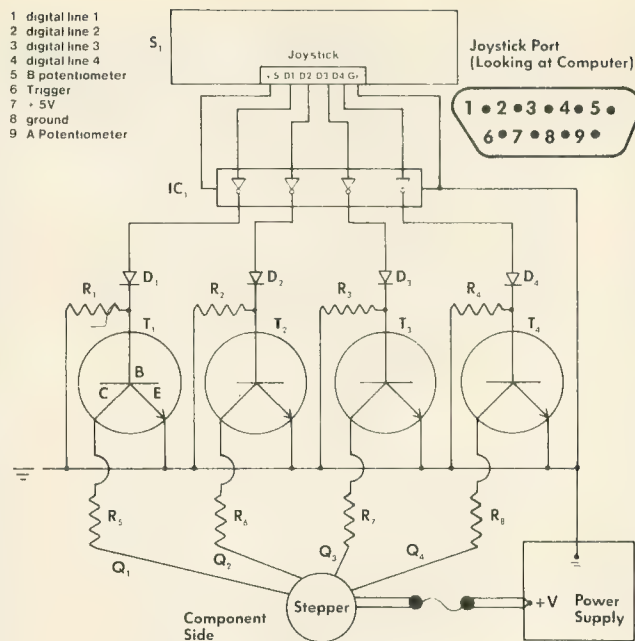 1 digital line 1
2 digital line 2
3 digital line 3
4 digital line 4
5 B potentiometer
6 Trigger
7 + 5V
8 ground
9 A Potentiometer
S1
Joystick
+ 5 D1 D2 D3 D4 G
Joystick Port
(Looking at Computer)
1 2 3 4 5
6 7 8 9
IC1
D1 D2 D3 D4
R1 R2 R3 R4
T1 T2 T3 T4
B
C E
R5 R6 R7 R8
Q1 Q2 Q3 Q4
Stepper
Component
Side
+V Power
Supply